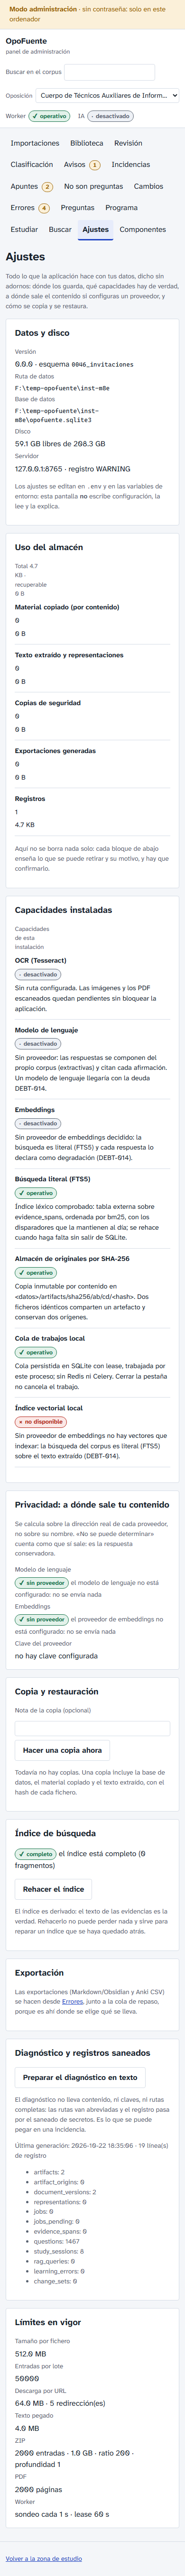 Modo administración · sin contraseña: solo en este
ordenador
OpoFuente
panel de administración
Buscar en el corpus
Oposición Cuerpo de Técnicos Auxiliares de Inform…
Worker ✓ operativo IA - desactivado
Importaciones Biblioteca Revisión
Clasificación Avisos 1 Incidencias
Apuntes 2 No son preguntas Cambios
Errores 4 Preguntas Programa
Estudiar Buscar Ajustes Componentes
Ajustes
Todo lo que la aplicación hace con tus datos, dicho sin
adornos: dónde los guarda, qué capacidades hay de verdad,
a dónde sale el contenido si configuras un proveedor, y
cómo se copia y se restaura.
Datos y disco
Versión
0.0.0 · esquema 0046_invitaciones
Ruta de datos
F:\temp-opofuente\inst-m8e
Base de datos
F:\temp-opofuente\inst-
m8e\opofuente.sqlite3
Disco
59.1 GB libres de 208.3 GB
Servidor
127.0.0.1:8765 · registro WARNING
Los ajustes se editan en .env y en las variables de
entorno: esta pantalla no escribe configuración, la
lee y la explica.
Uso del almacén
Total 4.7
KB ·
recuperable
0 B
Material copiado (por contenido)
0
0 B
Texto extraído y representaciones
0
0 B
Copias de seguridad
0
0 B
Exportaciones generadas
0
0 B
Registros
1
4.7 KB
Aquí no se borra nada solo: cada bloque de abajo
enseña lo que se puede retirar y su motivo, y hay que
confirmarlo.
Capacidades instaladas
Capacidades
de esta
instalación
OCR (Tesseract)
- desactivado
Sin ruta configurada. Las imágenes y los PDF
escaneados quedan pendientes sin bloquear la
aplicación.
Modelo de lenguaje
- desactivado
Sin proveedor: las respuestas se componen del
propio corpus (extractivas) y citan cada afirmación.
Un modelo de lenguaje llegaría con la deuda
DEBT-014.
Embeddings
- desactivado
Sin proveedor de embeddings decidido: la
búsqueda es literal (FTS5) y cada respuesta lo
declara como degradación (DEBT-014).
Búsqueda literal (FTS5)
✓ operativo
Índice léxico comprobado: tabla externa sobre
evidence_spans, ordenada por bm25, con los
disparadores que la mantienen al día; se rehace
cuando haga falta sin salir de SQLite.
Almacén de originales por SHA-256
✓ operativo
Copia inmutable por contenido en
<datos>/artifacts/sha256/ab/cd/<hash>. Dos
ficheros idénticos comparten un artefacto y
conservan dos orígenes.
Cola de trabajos local
✓ operativo
Cola persistida en SQLite con lease, trabajada por
este proceso; sin Redis ni Celery. Cerrar la pestaña
no cancela el trabajo.
Índice vectorial local
× no disponible
Sin proveedor de embeddings no hay vectores que
indexar: la búsqueda del corpus es literal (FTS5)
sobre el texto extraído (DEBT-014).
Privacidad: a dónde sale tu contenido
Se calcula sobre la dirección real de cada proveedor,
no sobre su nombre. «No se puede determinar»
cuenta como que sí sale: es la respuesta
conservadora.
Modelo de lenguaje
✓ sin proveedor el modelo de lenguaje no está
configurado: no se envía nada
Embeddings
✓ sin proveedor el proveedor de embeddings no
está configurado: no se envía nada
Clave del proveedor
no hay clave configurada
Copia y restauración
Nota de la copia (opcional)
Hacer una copia ahora
Todavía no hay copias. Una copia incluye la base de
datos, el material copiado y el texto extraído, con el
hash de cada fichero.
Índice de búsqueda
✓ completo el índice está completo (0
fragmentos)
Rehacer el índice
El índice es derivado: el texto de las evidencias es la
verdad. Rehacerlo no puede perder nada y sirve para
reparar un índice que se haya quedado atrás.
Exportación
Las exportaciones (Markdown/Obsidian y Anki CSV)
se hacen desde Errores, junto a la cola de repaso,
porque es ahí donde se elige qué se lleva.
Diagnóstico y registros saneados
Preparar el diagnóstico en texto
El diagnóstico no lleva contenido, ni claves, ni rutas
completas: las rutas van abreviadas y el registro pasa
por el saneado de secretos. Es lo que se puede
pegar en una incidencia.
Última generación: 2026-10-22 18:35:06 · 19 línea(s)
de registro
• artifacts: 2
• artifact_origins: 0
• document_versions: 2
• representations: 0
• jobs: 0
• jobs_pending: 0
• evidence_spans: 0
• questions: 1467
• study_sessions: 8
• rag_queries: 0
• learning_errors: 0
• change_sets: 0
Límites en vigor
Tamaño por fichero
512.0 MB
Entradas por lote
50000
Descarga por URL
64.0 MB · 5 redirección(es)
Texto pegado
4.0 MB
ZIP
2000 entradas · 1.0 GB · ratio 200 ·
profundidad 1
PDF
2000 páginas
Worker
sondeo cada 1 s · lease 60 s
Volver a la zona de estudio